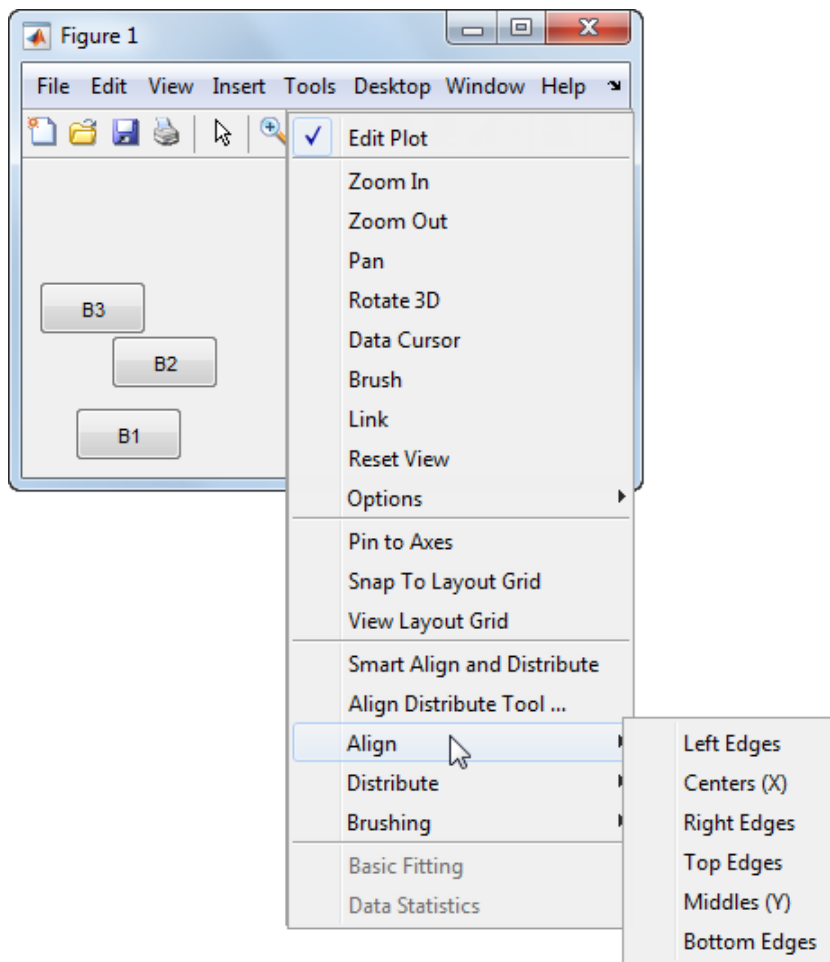 Figure 1
File Edit View Insert Tools Desktop Window Help
Edit Plot
Zoom In
Zoom Out
Pan
Rotate 3D
Data Cursor
Brush
Link
Reset View
Options
Pin to Axes
Snap To Layout Grid
View Layout Grid
Smart Align and Distribute
Align Distribute Tool ...
Align
Distribute
Brushing
Basic Fitting
Data Statistics
B3
B2
B1
Left Edges
Centers (X)
Right Edges
Top Edges
Middles (Y)
Bottom Edges